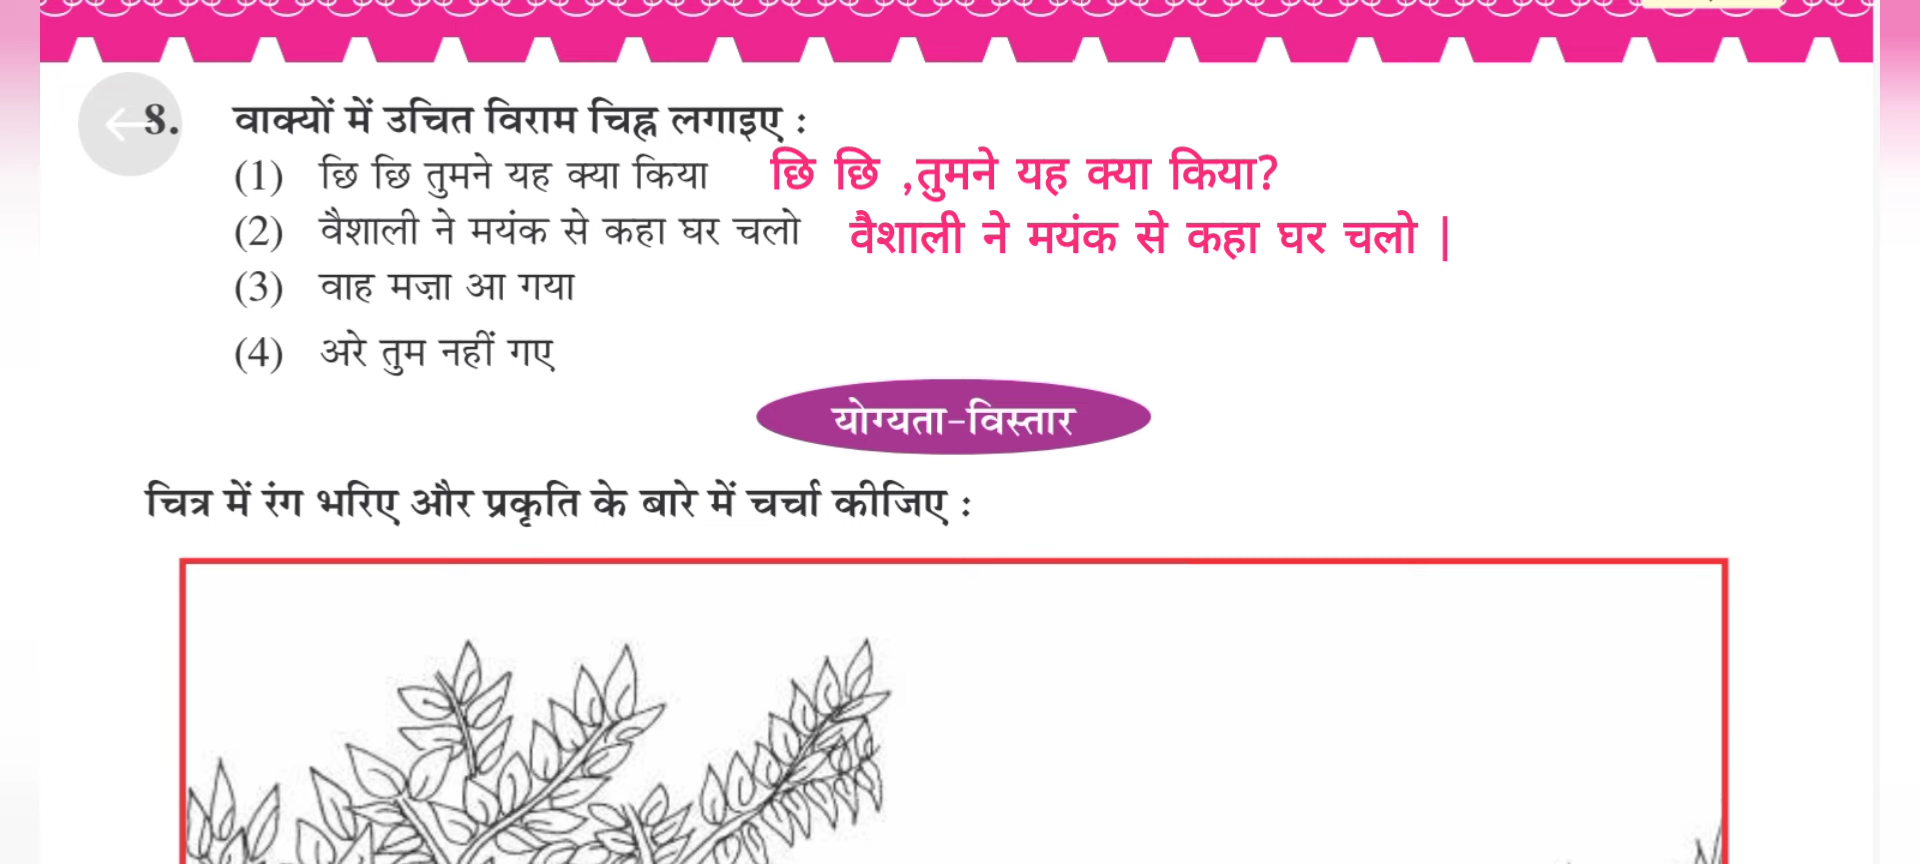 8. वाक्यों में उचित विराम चिह्न लगाइए :
(1) छि छि तुमने यह क्या किया छि छि ,तुमने यह क्या किया?
(2) वैशाली ने मयंक से कहा घर चलो वैशाली ने मयंक से कहा घर चलो |
(3) वाह मज़ा आ गया
(4) अरे तुम नहीं गए
योग्यता-विस्तार
चित्र में रंग भरिए और प्रकृति के बारे में चर्चा कीजिए :